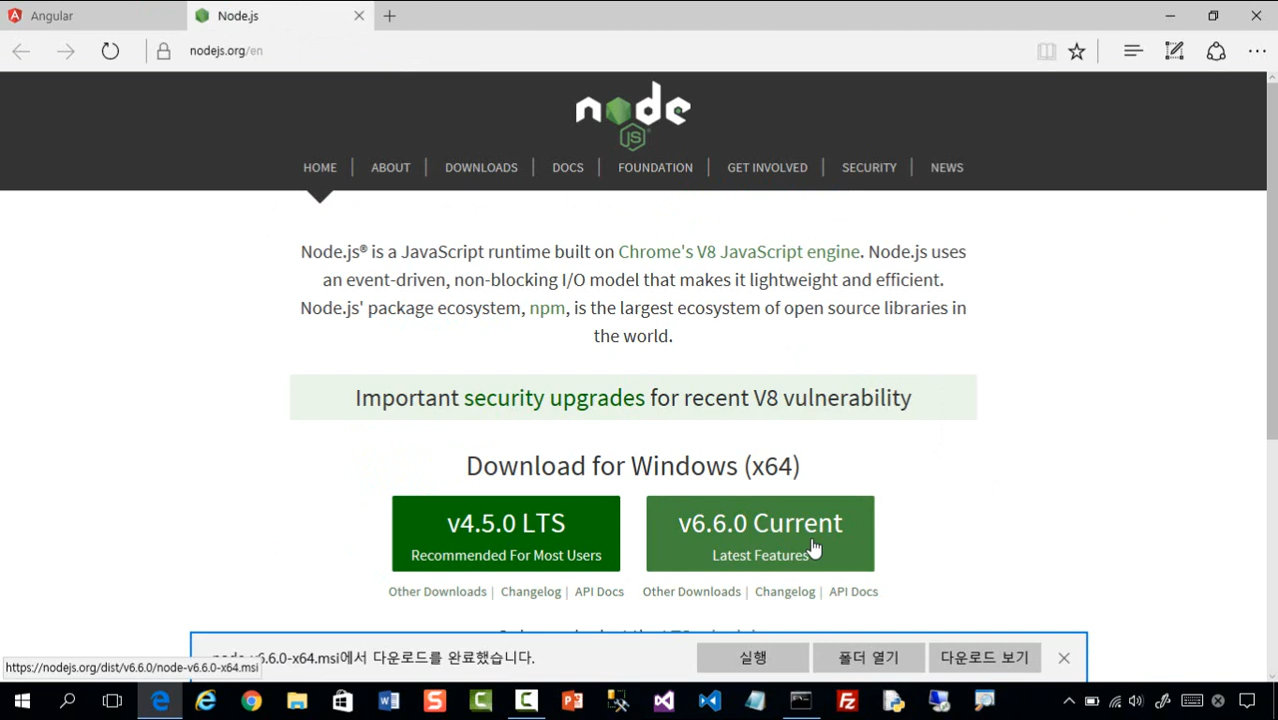 Angular
Node.js
nodejs.org/en
node
JS
HOME | ABOUT | DOWNLOADS | DOCS | FOUNDATION | GET INVOLVED | SECURITY | NEWS
Node.js® is a JavaScript runtime built on Chrome's V8 JavaScript engine. Node.js uses
an event-driven, non-blocking I/O model that makes it lightweight and efficient.
Node.js' package ecosystem, npm, is the largest ecosystem of open source libraries in
the world.
Important security upgrades for recent V8 vulnerability
Download for Windows (x64)
v4.5.0 LTS
Recommended For Most Users
v6.6.0 Current
Latest Features
Other Downloads | Changelog | API Docs
Other Downloads | Changelog | API Docs
node-v6.6.0-x64.msi에서 다운로드를 완료했습니다.
실행
폴더 열기
다운로드 보기
https://nodejs.org/dist/v6.6.0/node-v6.6.0-x64.msi